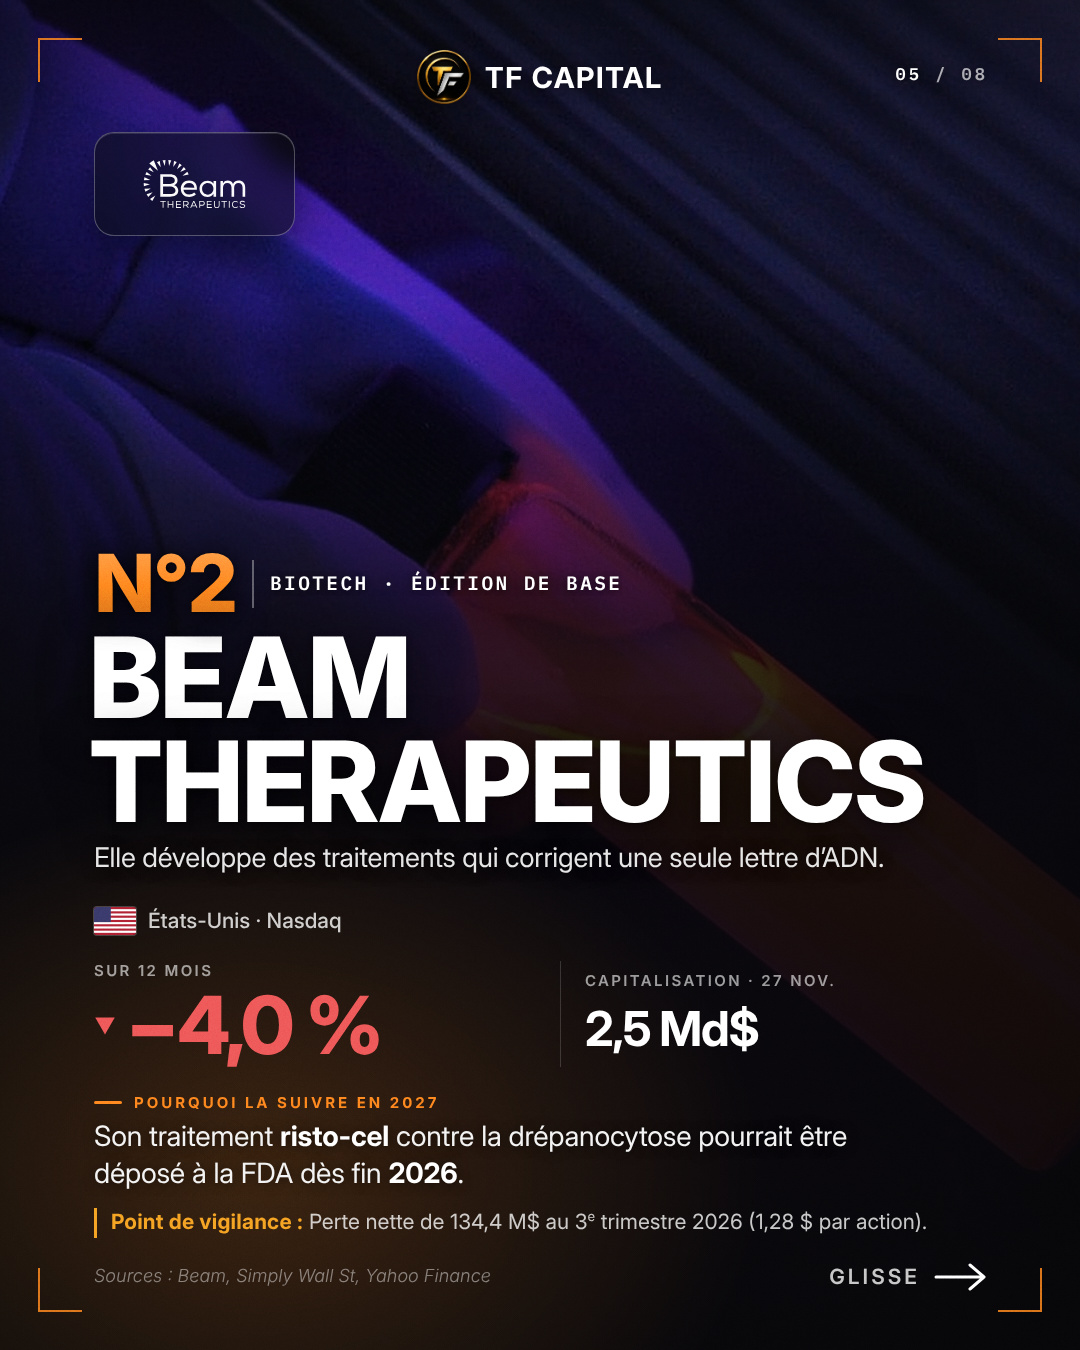 TF CAPITAL
05 / 08
Beam
THERAPEUTICS
N°2
BIOTECH · ÉDITION DE BASE
BEAM
THERAPEUTICS
Elle développe des traitements qui corrigent une seule lettre d’ADN.
États-Unis · Nasdaq
SUR 12 MOIS
▼ –4,0 %
CAPITALISATION · 27 NOV.
2,5 Md$
POURQUOI LA SUIVRE EN 2027
Son traitement risto-cel contre la drépanocytose pourrait être
déposé à la FDA dès fin 2026.
Point de vigilance : Perte nette de 134,4 M$ au 3ᵉ trimestre 2026 (1,28 $ par action).
Sources : Beam, Simply Wall St, Yahoo Finance
GLISSE